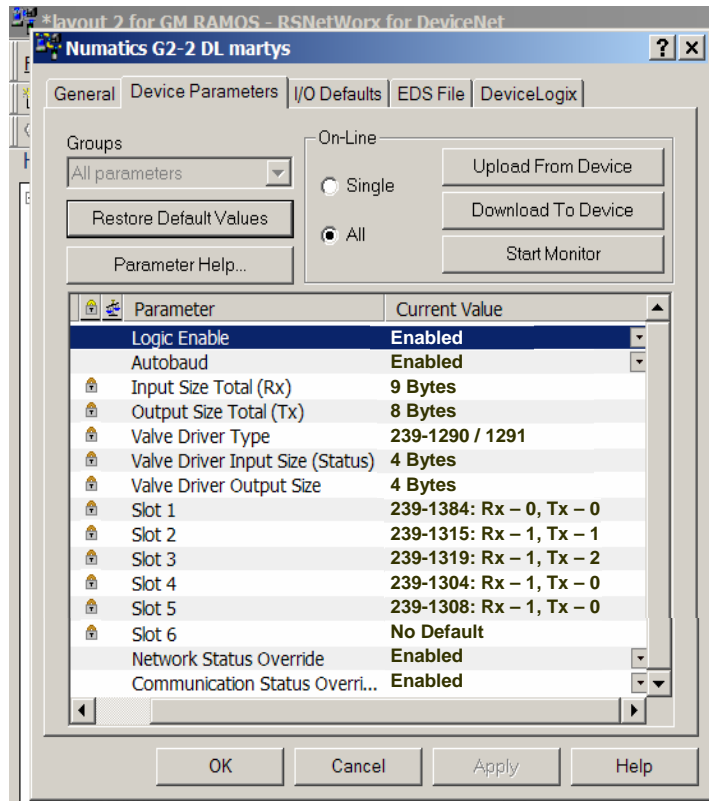 *layout 2 for GM RAMOS - RSNetWorx for DeviceNet
Numatics G2-2 DL martys
General Device Parameters I/O Defaults EDS File DeviceLogix
Groups
All parameters
Restore Default Values
Parameter Help...
On-Line
Single
All
Upload From Device
Download To Device
Start Monitor
Parameter Current Value
Logic Enable Enabled
Autobaud Enabled
Input Size Total (Rx) 9 Bytes
Output Size Total (Tx) 8 Bytes
Valve Driver Type 239-1290 / 1291
Valve Driver Input Size (Status) 4 Bytes
Valve Driver Output Size 4 Bytes
Slot 1 239-1384: Rx – 0, Tx – 0
Slot 2 239-1315: Rx – 1, Tx – 1
Slot 3 239-1319: Rx – 1, Tx – 2
Slot 4 239-1304: Rx – 1, Tx – 0
Slot 5 239-1308: Rx – 1, Tx – 0
Slot 6 No Default
Network Status Override Enabled
Communication Status Overri... Enabled
OK Cancel Apply Help